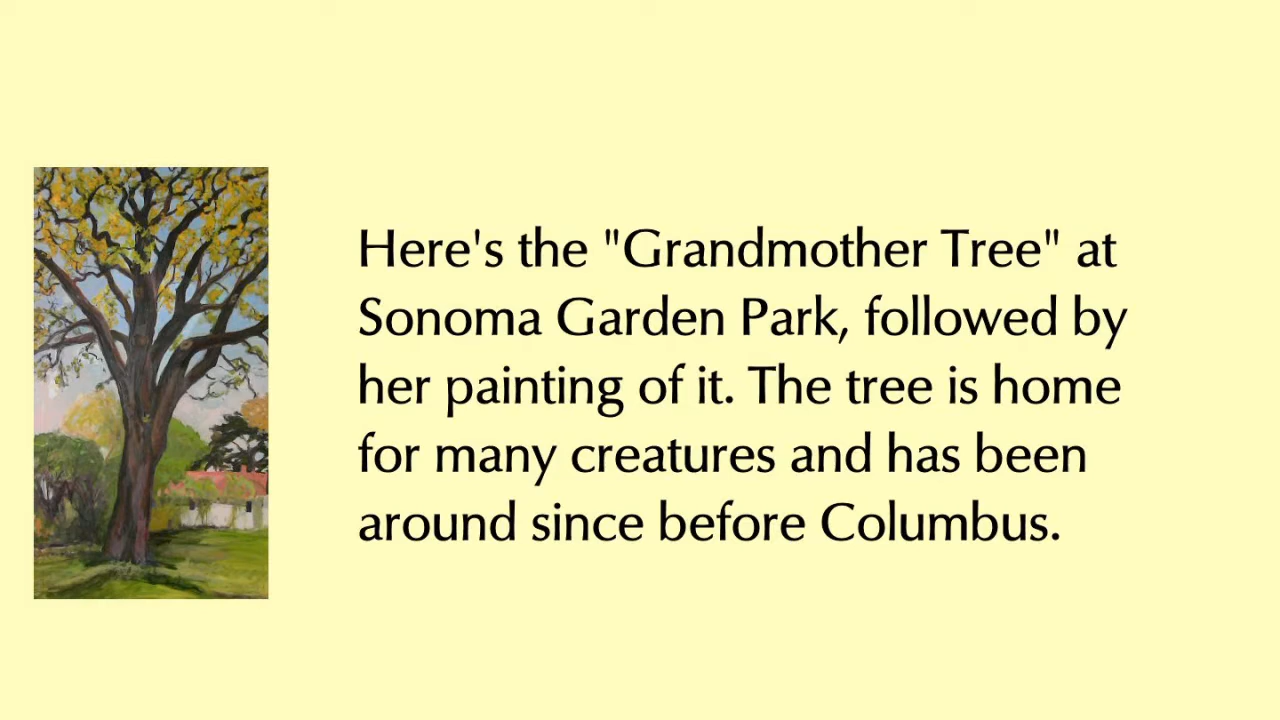 Here's the "Grandmother Tree" at
Sonoma Garden Park, followed by
her painting of it. The tree is home
for many creatures and has been
around since before Columbus.